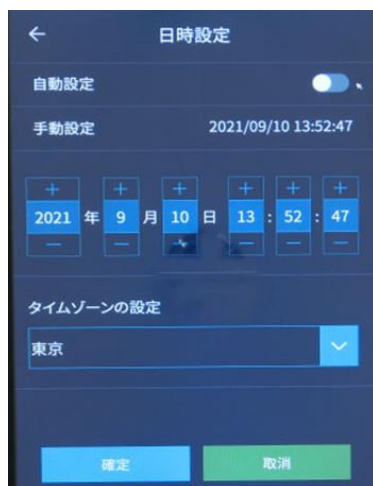 ← 日時設定
自動設定
手動設定 2021/09/10 13:52:47
+ + + + + +
2021 年 9 月 10 日 13 : 52 : 47
— — — — — —
タイムゾーンの設定
東京
確定 取消